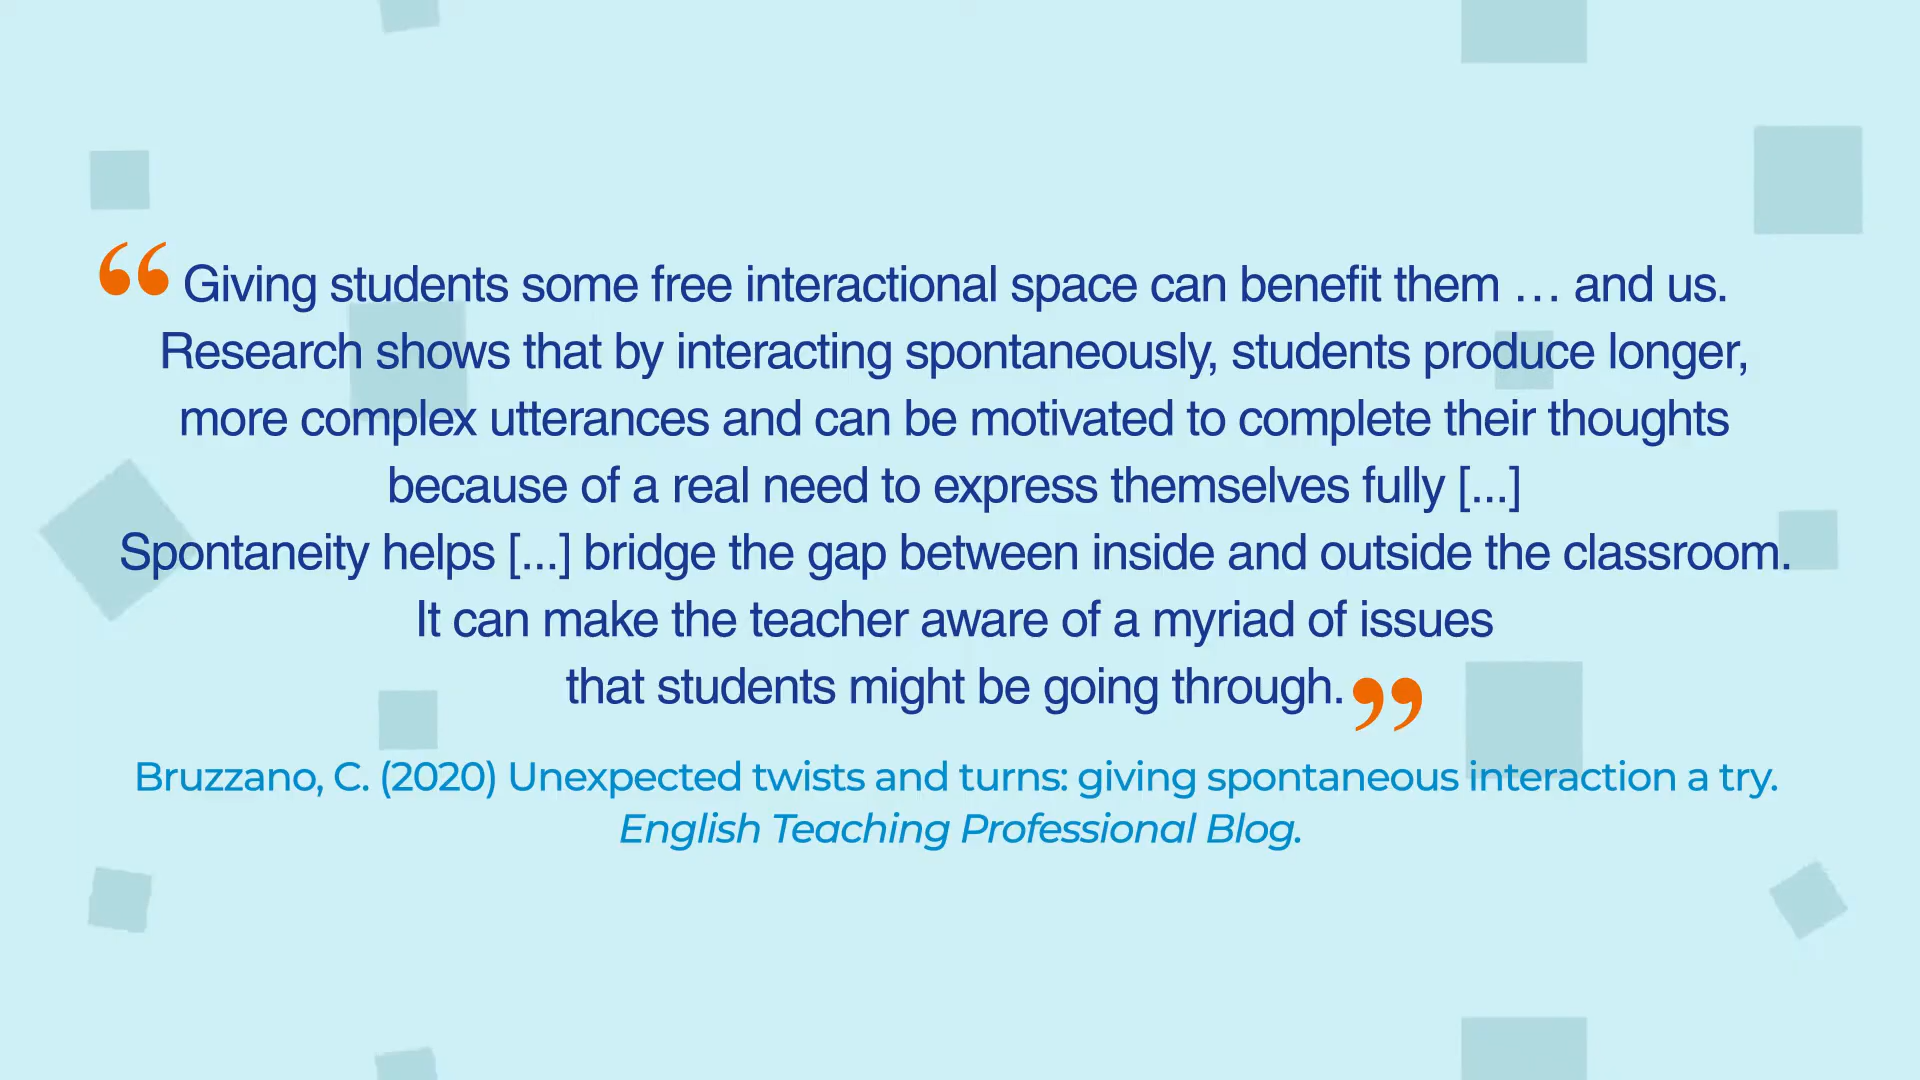 “Giving students some free interactional space can benefit them … and us.
Research shows that by interacting spontaneously, students produce longer,
more complex utterances and can be motivated to complete their thoughts
because of a real need to express themselves fully [...]
Spontaneity helps [...] bridge the gap between inside and outside the classroom.
It can make the teacher aware of a myriad of issues
that students might be going through.”
Bruzzano, C. (2020) Unexpected twists and turns: giving spontaneous interaction a try.
English Teaching Professional Blog.